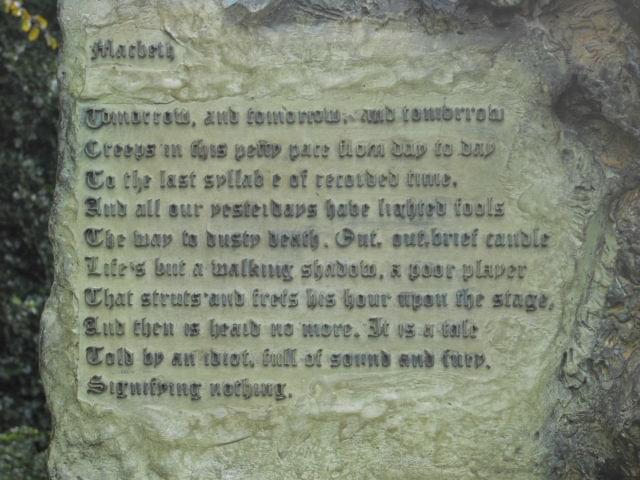 Macbeth
Tomorrow, and tomorrow, and tomorrow
Creeps in this petty pace from day to day
To the last syllable of recorded time,
And all our yesterdays have lighted fools
The way to dusty death. Out, out, brief candle
Life's but a walking shadow, a poor player
That struts and frets his hour upon the stage,
And then is heard no more. It is a tale
Told by an idiot, full of sound and fury,
Signifying nothing.